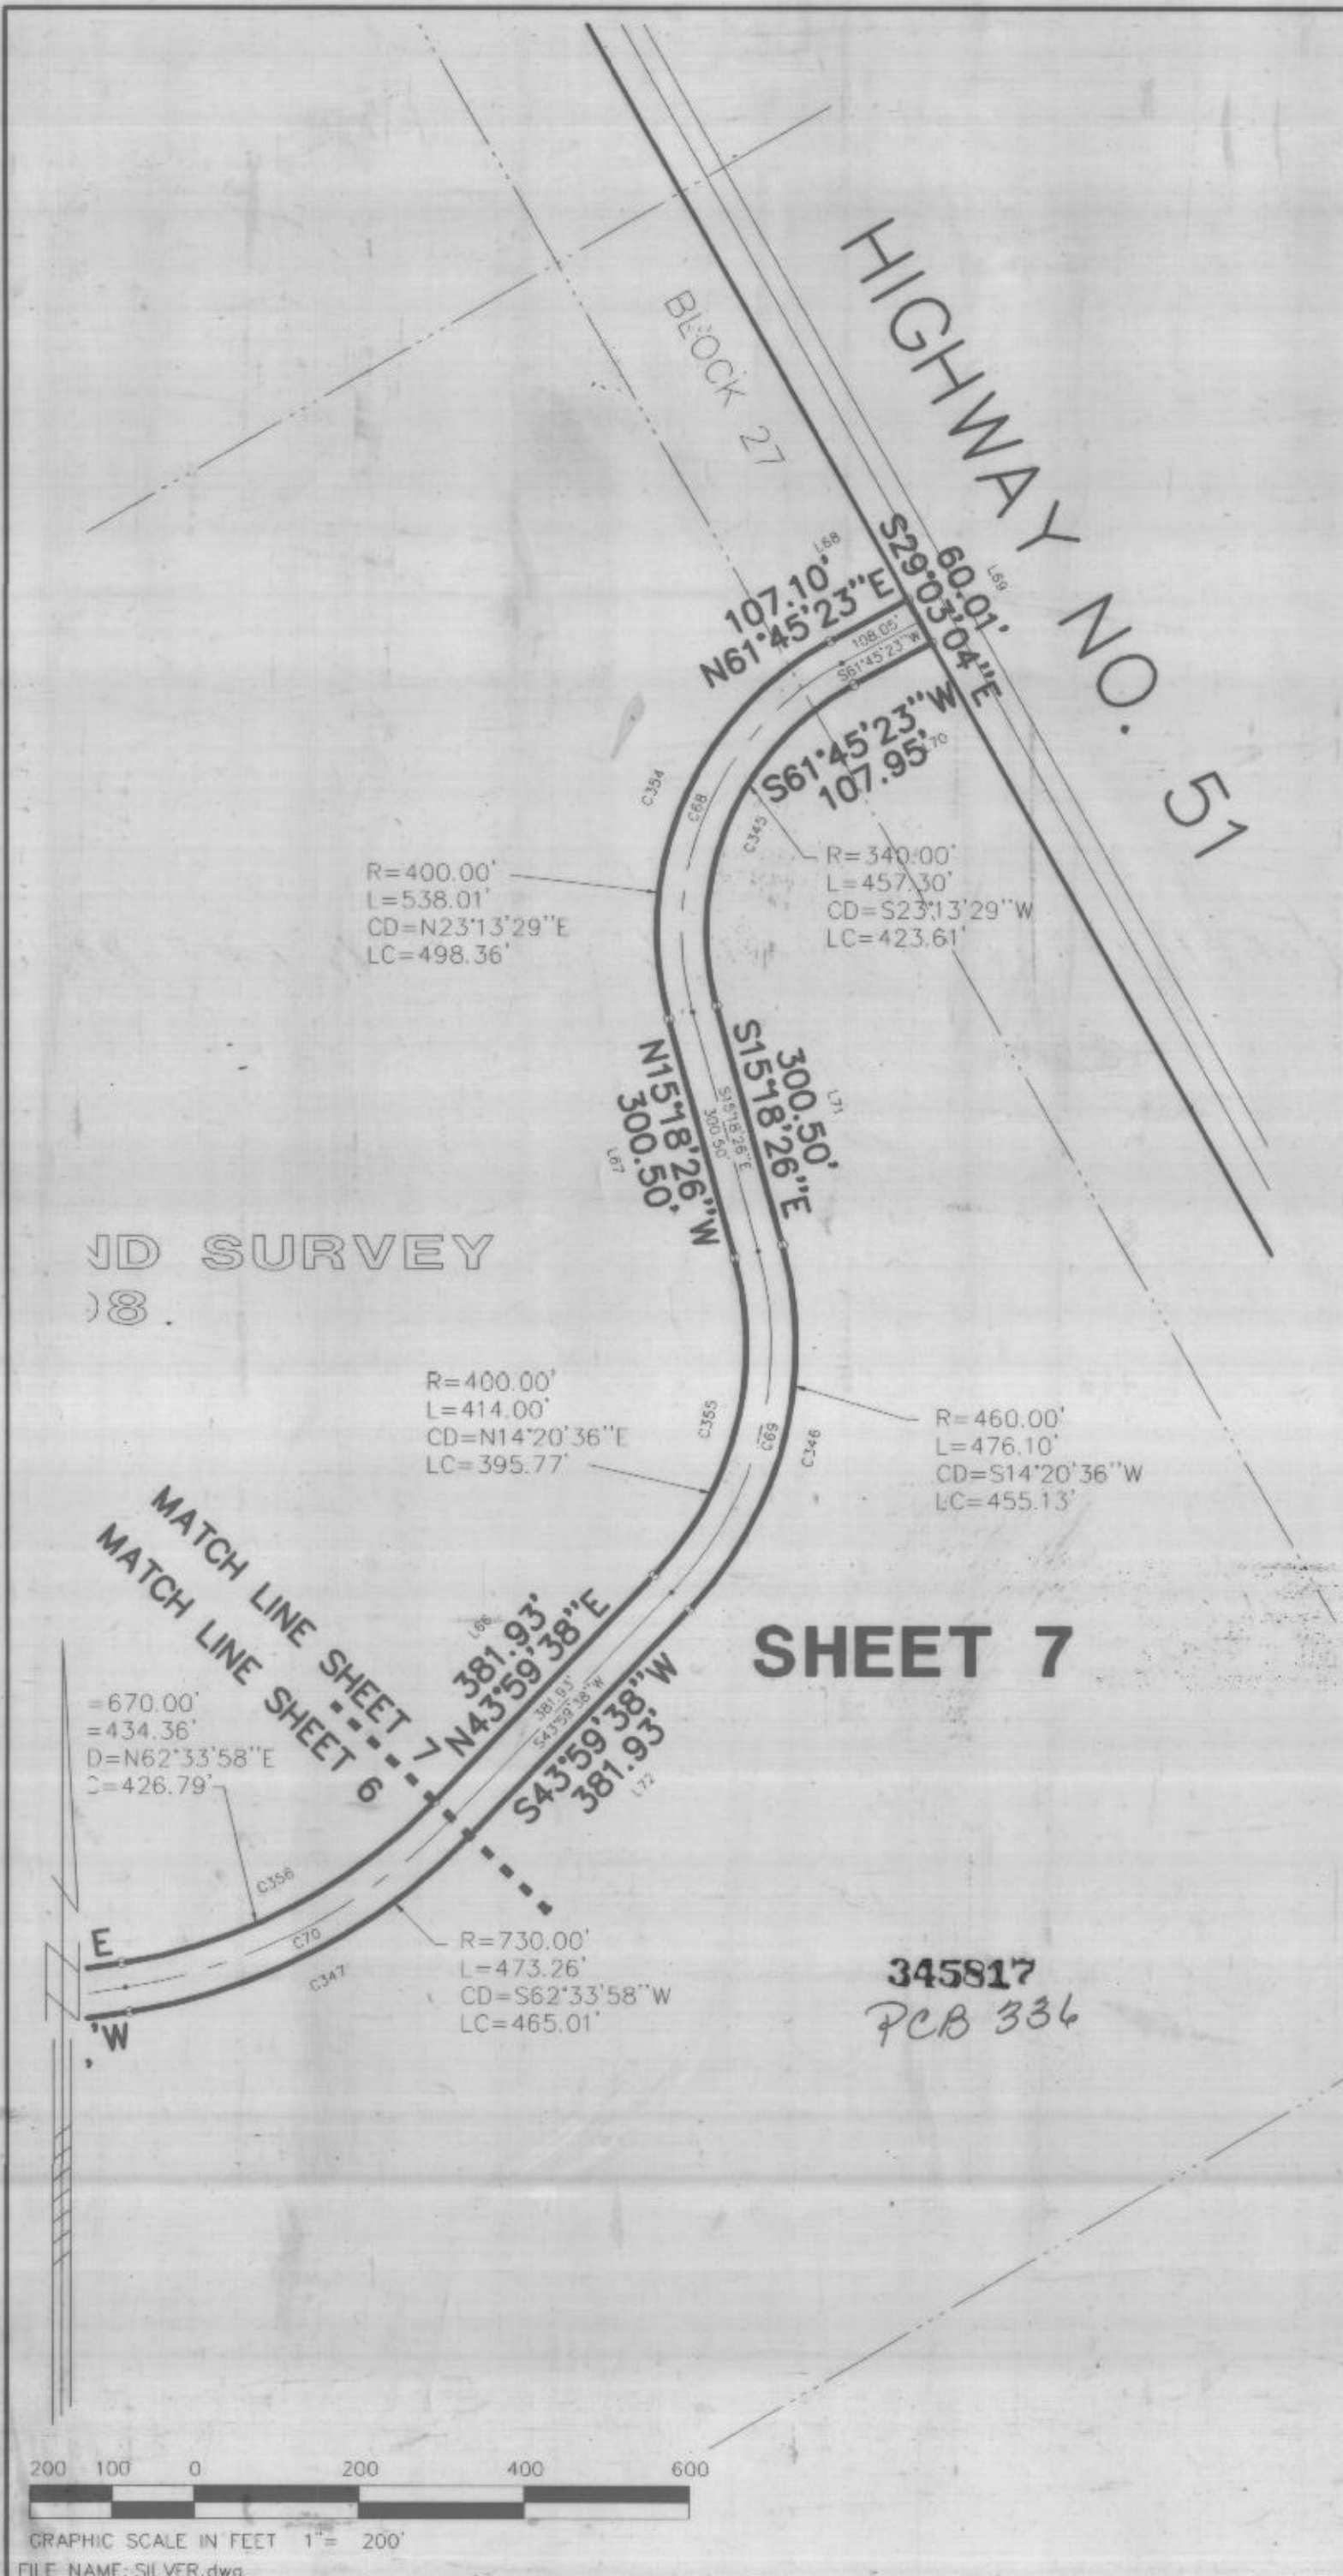 HIGHWAY NO. 51
BLOCK 27
L68
107.10'
N61°45'23"E
S29°03'04"E
60.01'
L69
108.05'
S61°45'23"W
S61°45'23"W
107.95'
L70
C354
C68
C345
R=400.00'
L=538.01'
CD=N23°13'29"E
LC=498.36'
R=340.00'
L=457.30'
CD=S23°13'29"W
LC=423.61'
N15°18'26"W
300.50'
L67
S15°18'26"E
300.50'
300.50'
S15°18'26"E
L71
ND SURVEY
98.
R=400.00'
L=414.00'
CD=N14°20'36"E
LC=395.77'
C355
C69
C346
R=460.00'
L=476.10'
CD=S14°20'36"W
LC=455.13'
MATCH LINE SHEET 7
MATCH LINE SHEET 6
L66
381.93'
N43°59'38"E
381.93'
S43°59'38"W
S43°59'38"W
381.93'
L72
SHEET 7
=670.00'
=434.36'
D=N62°33'58"E
C=426.79'
C356
C70
C347
E
'W
R=730.00'
L=473.26'
CD=S62°33'58"W
LC=465.01'
345817
PCB 336
200 100 0 200 400 600
GRAPHIC SCALE IN FEET 1"= 200'
FILE NAME: SILVER.dwg